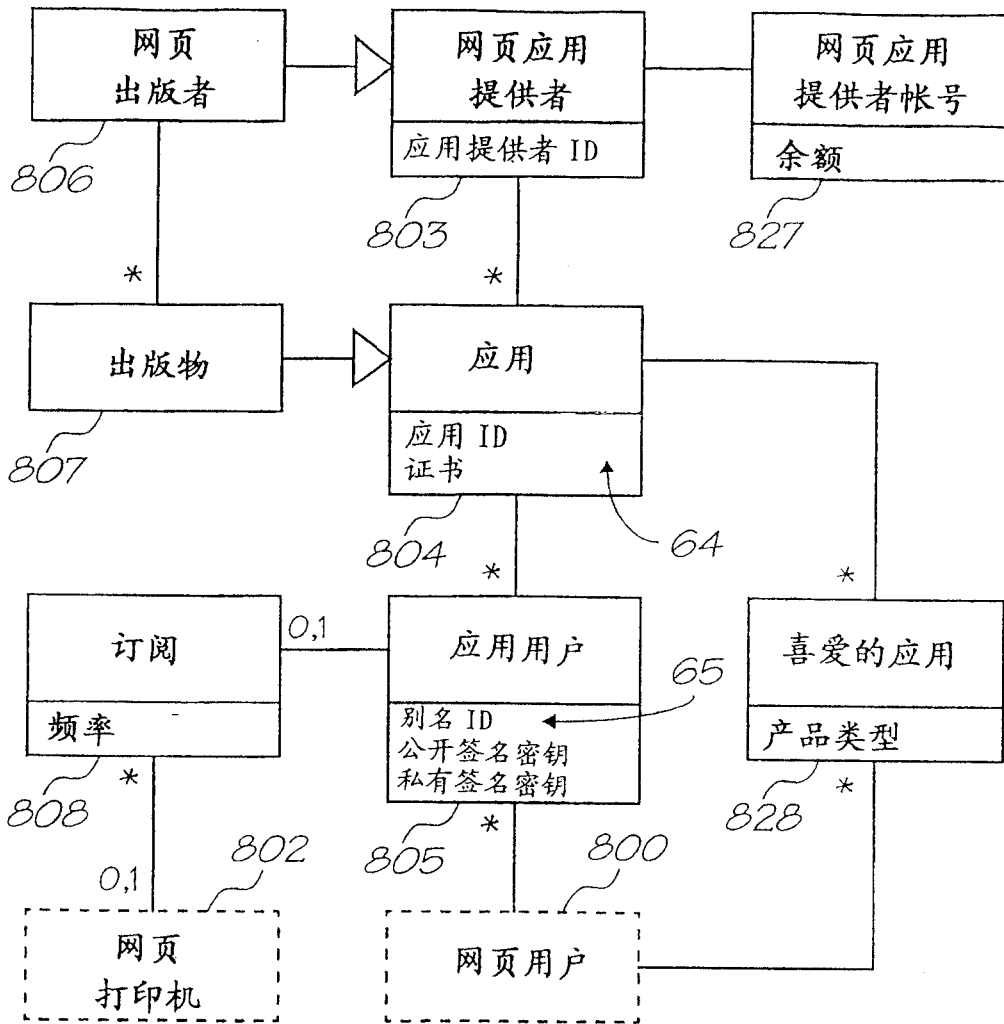 网页
出版者
网页应用
提供者
应用提供者 ID
网页应用
提供者帐号
余额
806
803
827
*
*
出版物
应用
应用 ID
证书
807
804
64
*
*
订阅
频率
0,1
应用用户
别名 ID
公开签名密钥
私有签名密钥
65
喜爱的应用
产品类型
808
*
805
*
828
*
802
800
0,1
网页
打印机
网页用户